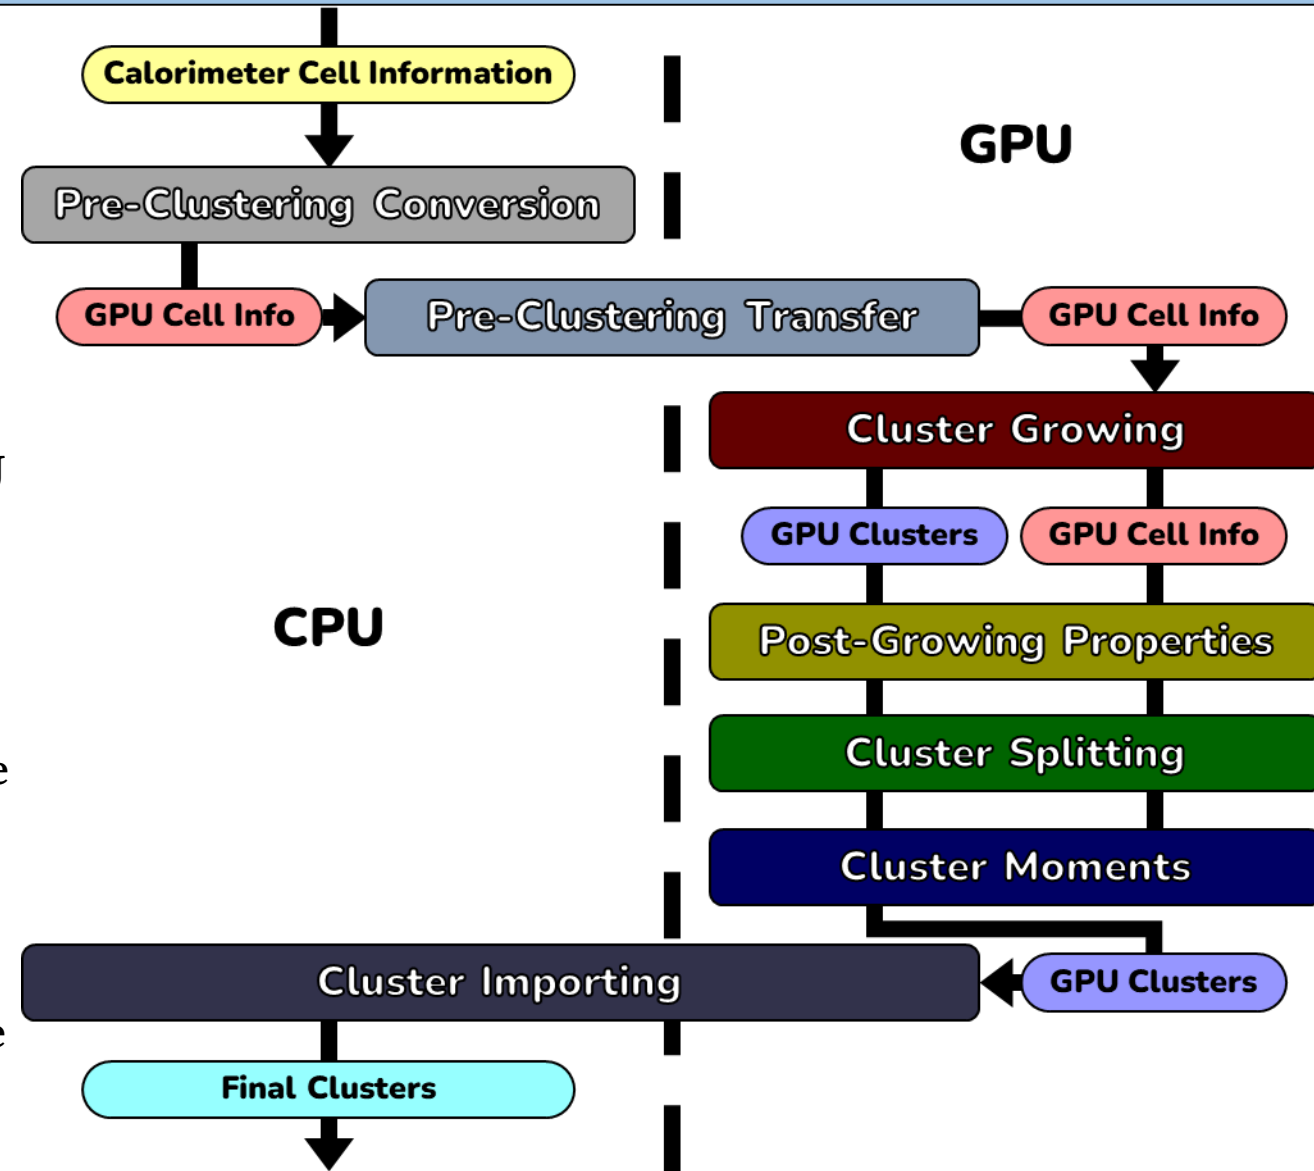 Calorimeter Cell Information
GPU
Pre-Clustering Conversion
GPU Cell Info
Pre-Clustering Transfer
GPU Cell Info
Cluster Growing
GPU Clusters
GPU Cell Info
CPU
Post-Growing Properties
Cluster Splitting
e
Cluster Moments
Cluster Importing
GPU Clusters
e
Final Clusters